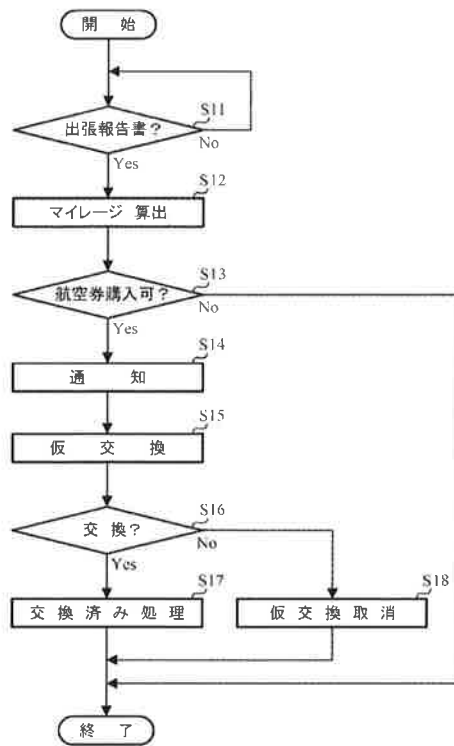 開 始
S11
出張報告書?
No
Yes
S12
マイレージ 算出
S13
航空券購入可?
No
Yes
S14
通 知
S15
仮 交 換
S16
交 換?
No
Yes
S17
交 換 済 み 処 理
S18
仮 交 換 取 消
終 了